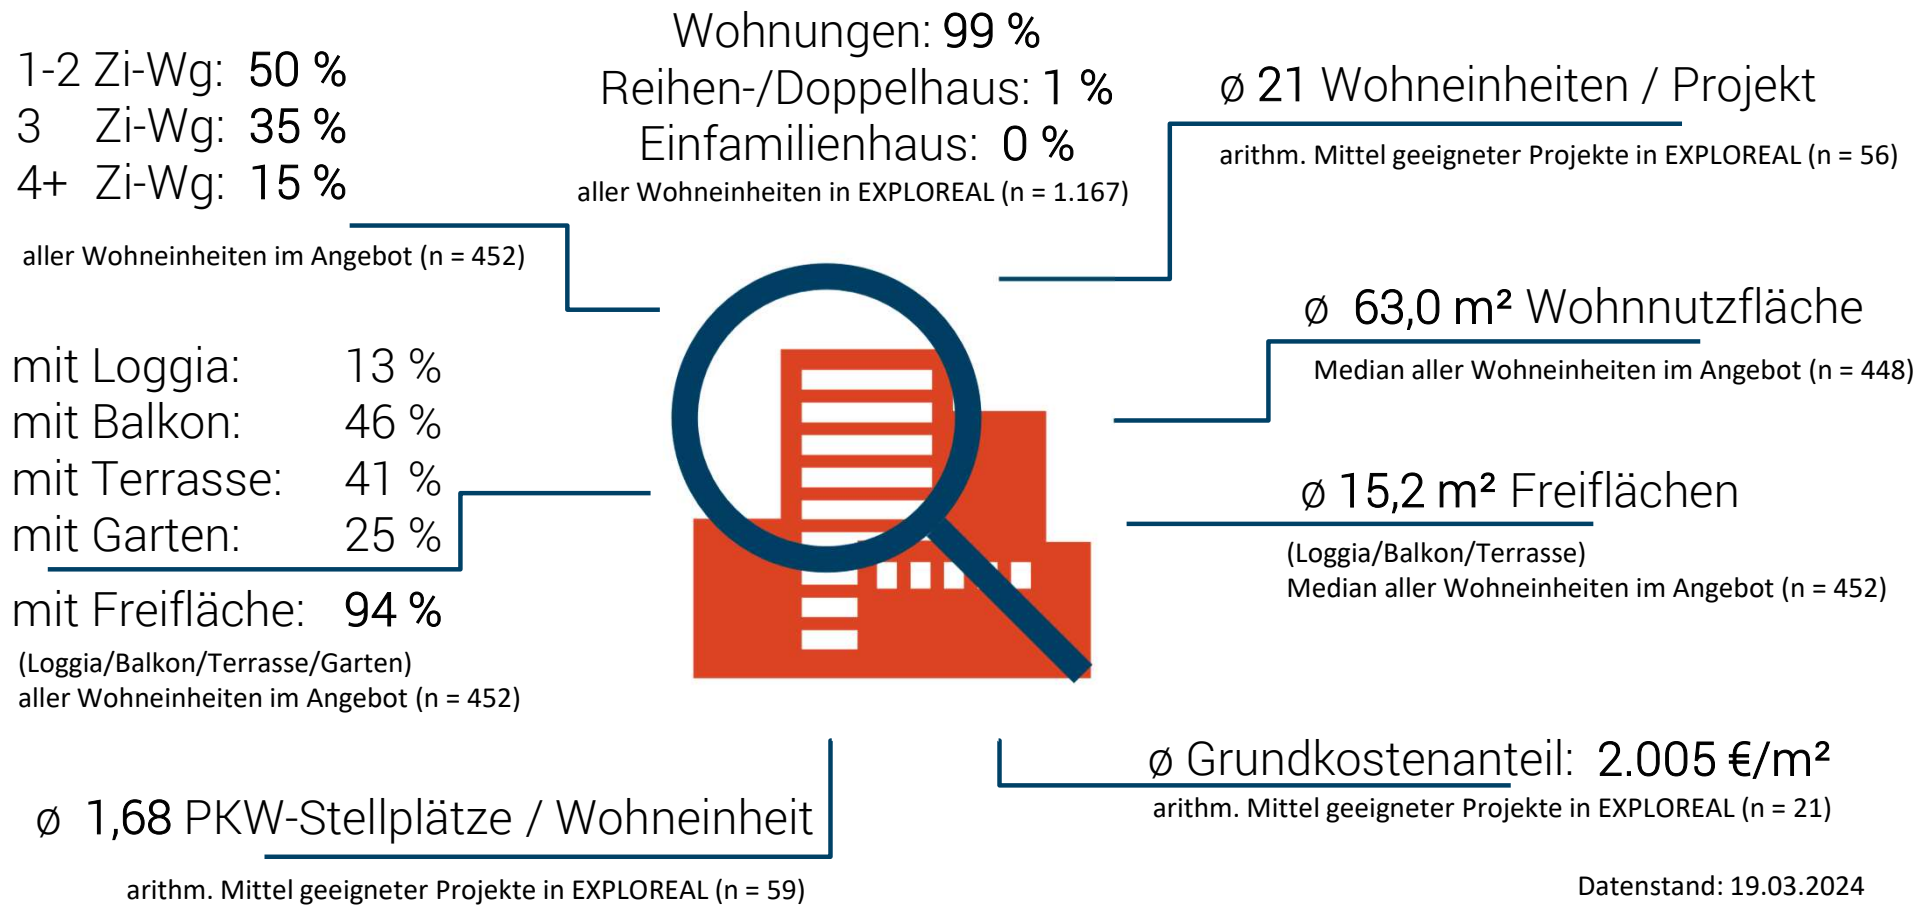 1-2 Zi-Wg: 50 %
3 Zi-Wg: 35 %
4+ Zi-Wg: 15 %
aller Wohneinheiten im Angebot (n = 452)
Wohnungen: 99 %
Reihen-/Doppelhaus: 1 %
Einfamilienhaus: 0 %
aller Wohneinheiten in EXPLOREAL (n = 1.167)
ø 21 Wohneinheiten / Projekt
arithm. Mittel geeigneter Projekte in EXPLOREAL (n = 56)
ø 63,0 m² Wohnnutzfläche
Median aller Wohneinheiten im Angebot (n = 448)
mit Loggia: 13 %
mit Balkon: 46 %
mit Terrasse: 41 %
mit Garten: 25 %
mit Freifläche: 94 %
(Loggia/Balkon/Terrasse/Garten)
aller Wohneinheiten im Angebot (n = 452)
ø 15,2 m² Freiflächen
(Loggia/Balkon/Terrasse)
Median aller Wohneinheiten im Angebot (n = 452)
ø 1,68 PKW-Stellplätze / Wohneinheit
arithm. Mittel geeigneter Projekte in EXPLOREAL (n = 59)
ø Grundkostenanteil: 2.005 €/m²
arithm. Mittel geeigneter Projekte in EXPLOREAL (n = 21)
Datenstand: 19.03.2024